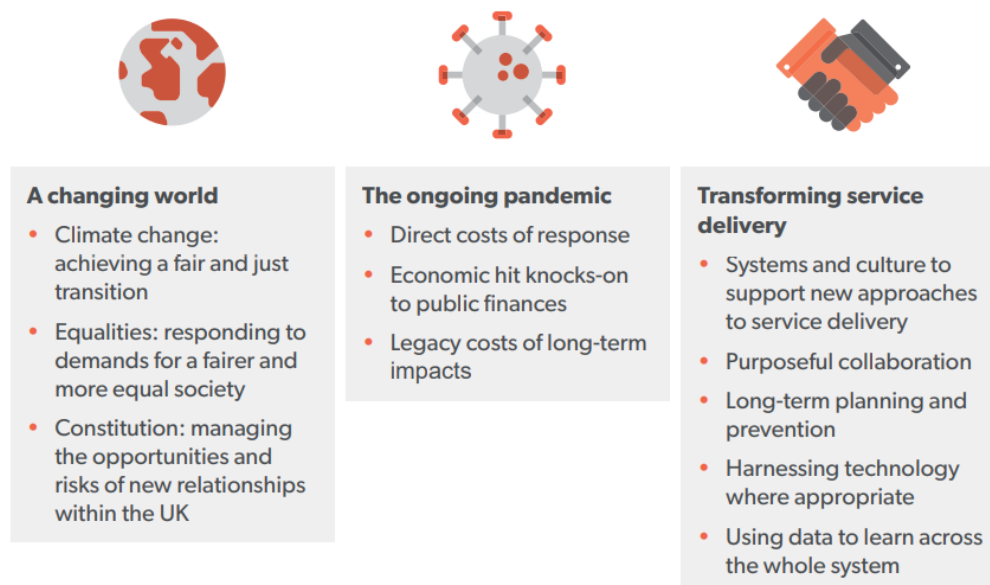 A changing world
• Climate change:
achieving a fair and just
transition
• Equalities: responding to
demands for a fairer and
more equal society
• Constitution: managing
the opportunities and
risks of new relationships
within the UK
The ongoing pandemic
• Direct costs of response
• Economic hit knocks-on
to public finances
• Legacy costs of long-term
impacts
Transforming service
delivery
• Systems and culture to
support new approaches
to service delivery
• Purposeful collaboration
• Long-term planning and
prevention
• Harnessing technology
where appropriate
• Using data to learn across
the whole system